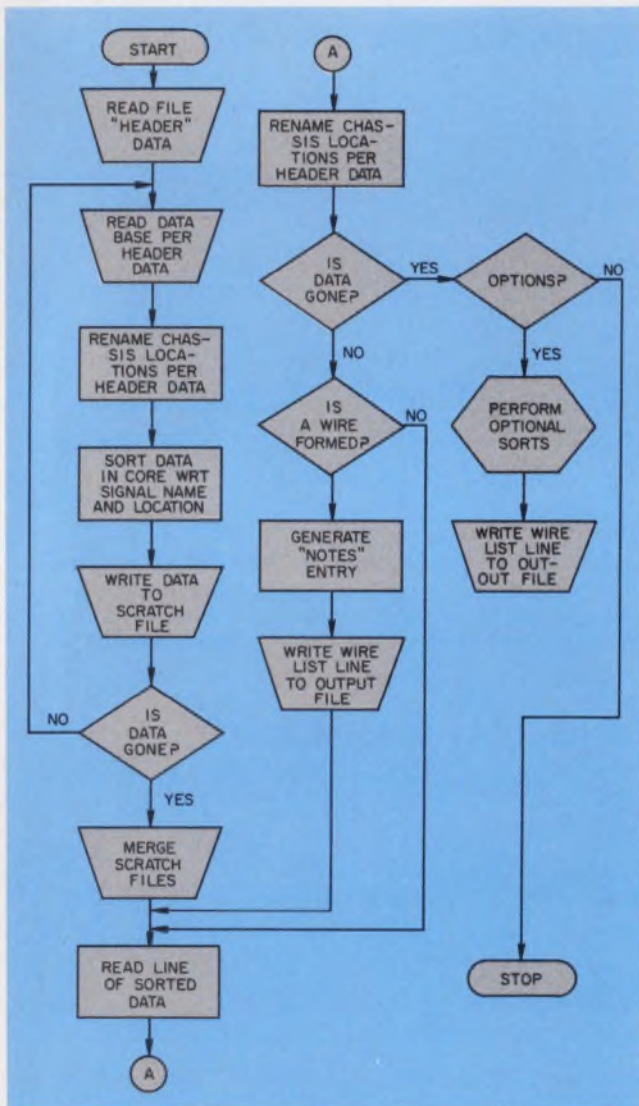 START
READ FILE
"HEADER"
DATA
READ DATA
BASE PER
HEADER
DATA
RENAME CHAS-
SIS LOCA-
TIONS PER
HEADER DATA
SORT DATA
IN CORE WRT
SIGNAL NAME
AND LOCATION
WRITE DATA
TO
SCRATCH
FILE
NO
IS
DATA
GONE?
YES
MERGE
SCRATCH
FILES
READ LINE
OF SORTED
DATA
A
A
RENAME CHAS-
SIS LOCA-
TIONS PER
HEADER DATA
IS
DATA
GONE?
YES
NO
IS
A WIRE
FORMED?
NO
GENERATE
"NOTES"
ENTRY
WRITE WIRE
LIST LINE
TO OUTPUT
FILE
OPTIONS?
NO
YES
PERFORM
OPTIONAL
SORTS
WRITE WIRE
LIST LINE
TO OUT-
OUT FILE
STOP